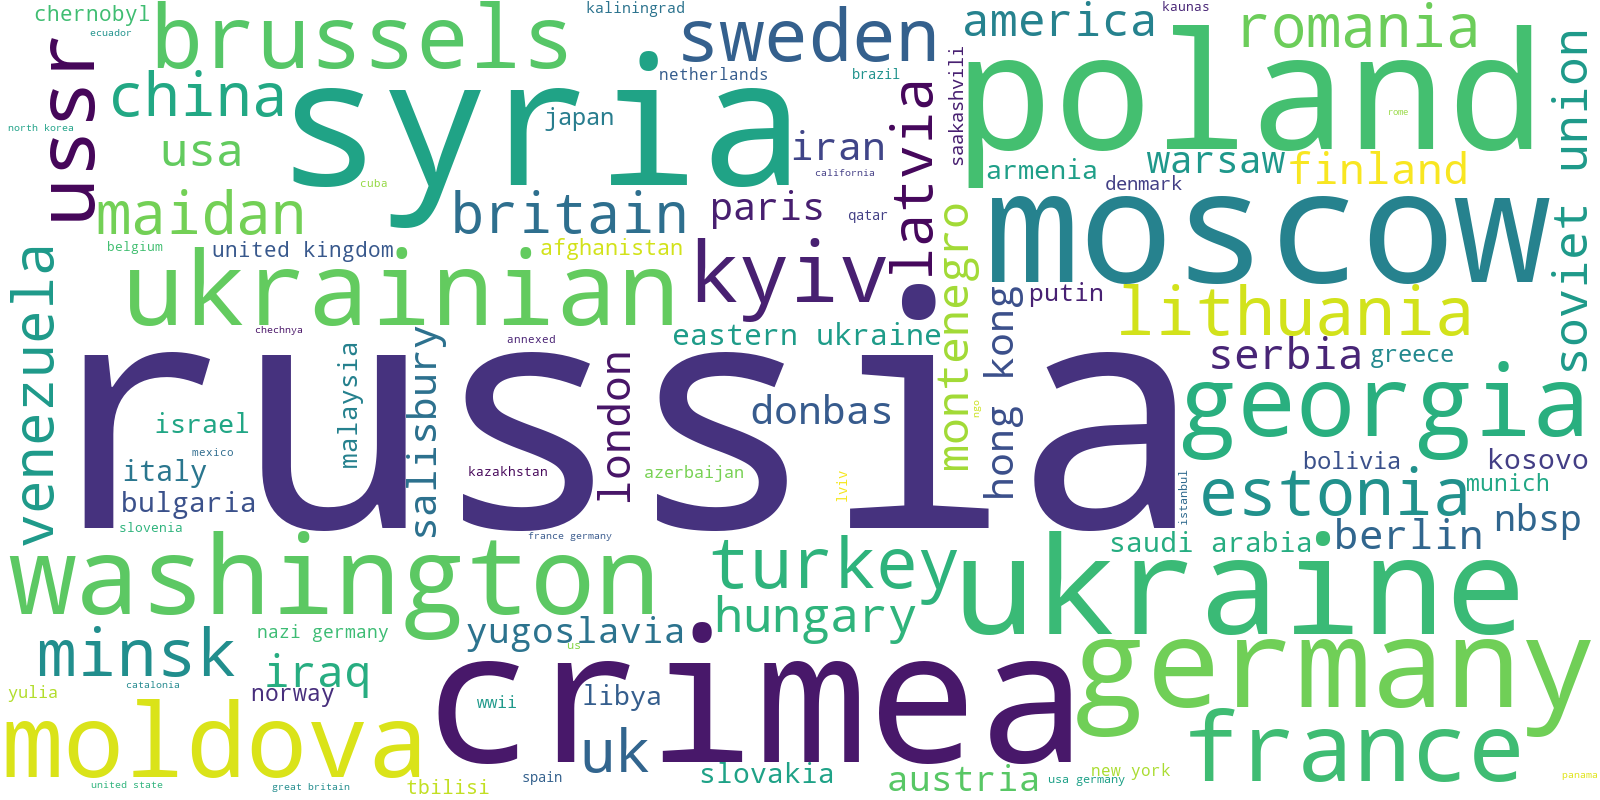 chernobyl
ecuador
brussels
kaliningrad
sweden
america
kaunas
romania
poland
ussr
china
syria
netherlands
brazil
saakashvili
latvia
soviet union
north korea
usa
japan
iran
rome
cuba
california
armenia
warsaw
finland
denmark
maidan
britain
paris
qatar
moscow
belgium
united kingdom
afghanistan
ukrainian
kyiv
montenegro
putin
lithuania
venezuela
chechnya
annexed
eastern ukraine
hong kong
serbia
greece
russia
malaysia
salisbury
london
donbas
georgia
israel
mexico
italy
kazakhstan
azerbaijan
lviv
ngo
bolivia
kosovo
bulgaria
istanbul
estonia
munich
slovenia
france germany
nbsp
washington
turkey
saudi arabia
berlin
ukraine
hungary
minsk
nazi germany
yugoslavia
us
iraq
crimea
germany
yulia
catalonia
norway
wwii
libya
moldova
uk
france
slovakia
austria
spain
usa germany
new york
panama
united state
great britain
tbilisi